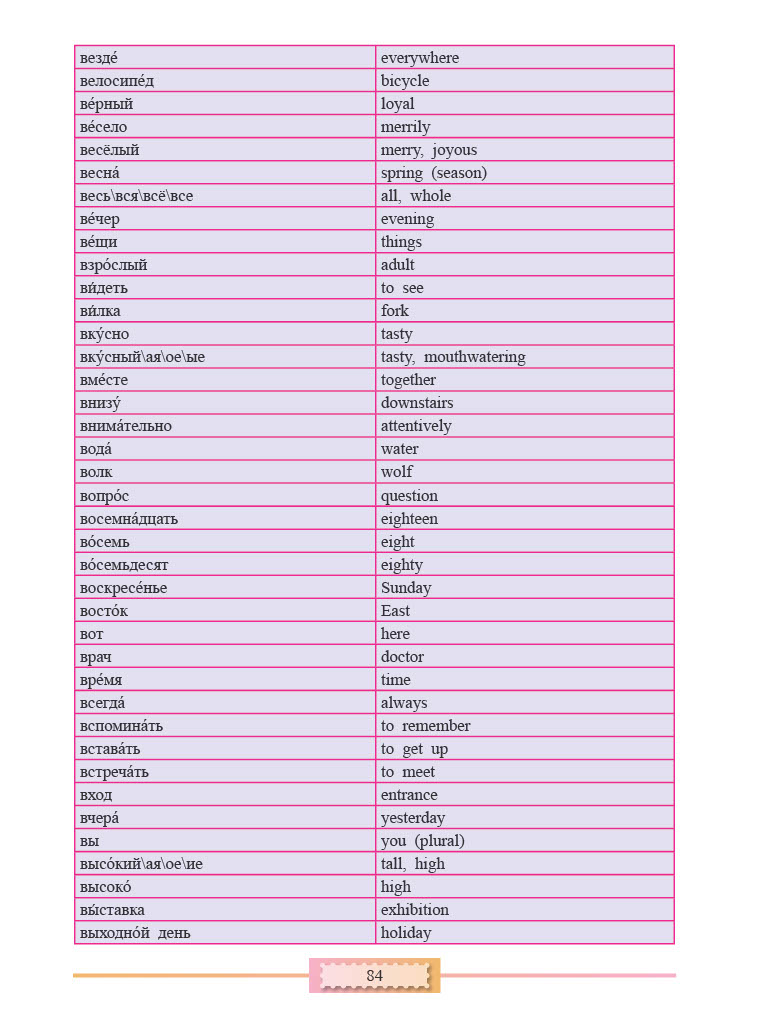 везде́ everywhere
велосипе́д bicycle
ве́рный loyal
ве́село merrily
весёлый merry, joyous
весна́ spring (season)
весь\вся\всё\все all, whole
ве́чер evening
ве́щи things
взро́слый adult
ви́деть to see
ви́лка fork
вку́сно tasty
вку́сный\ая\ое\ые tasty, mouthwatering
вме́сте together
внизу́ downstairs
внима́тельно attentively
вода́ water
волк wolf
вопро́с question
восемна́дцать eighteen
во́семь eight
во́семьдесят eighty
воскресе́нье Sunday
восто́к East
вот here
врач doctor
вре́мя time
всегда́ always
вспомина́ть to remember
встава́ть to get up
встреча́ть to meet
вход entrance
вчера́ yesterday
вы you (plural)
высо́кий\ая\ое\ие tall, high
высоко́ high
вы́ставка exhibition
выходно́й день holiday
84